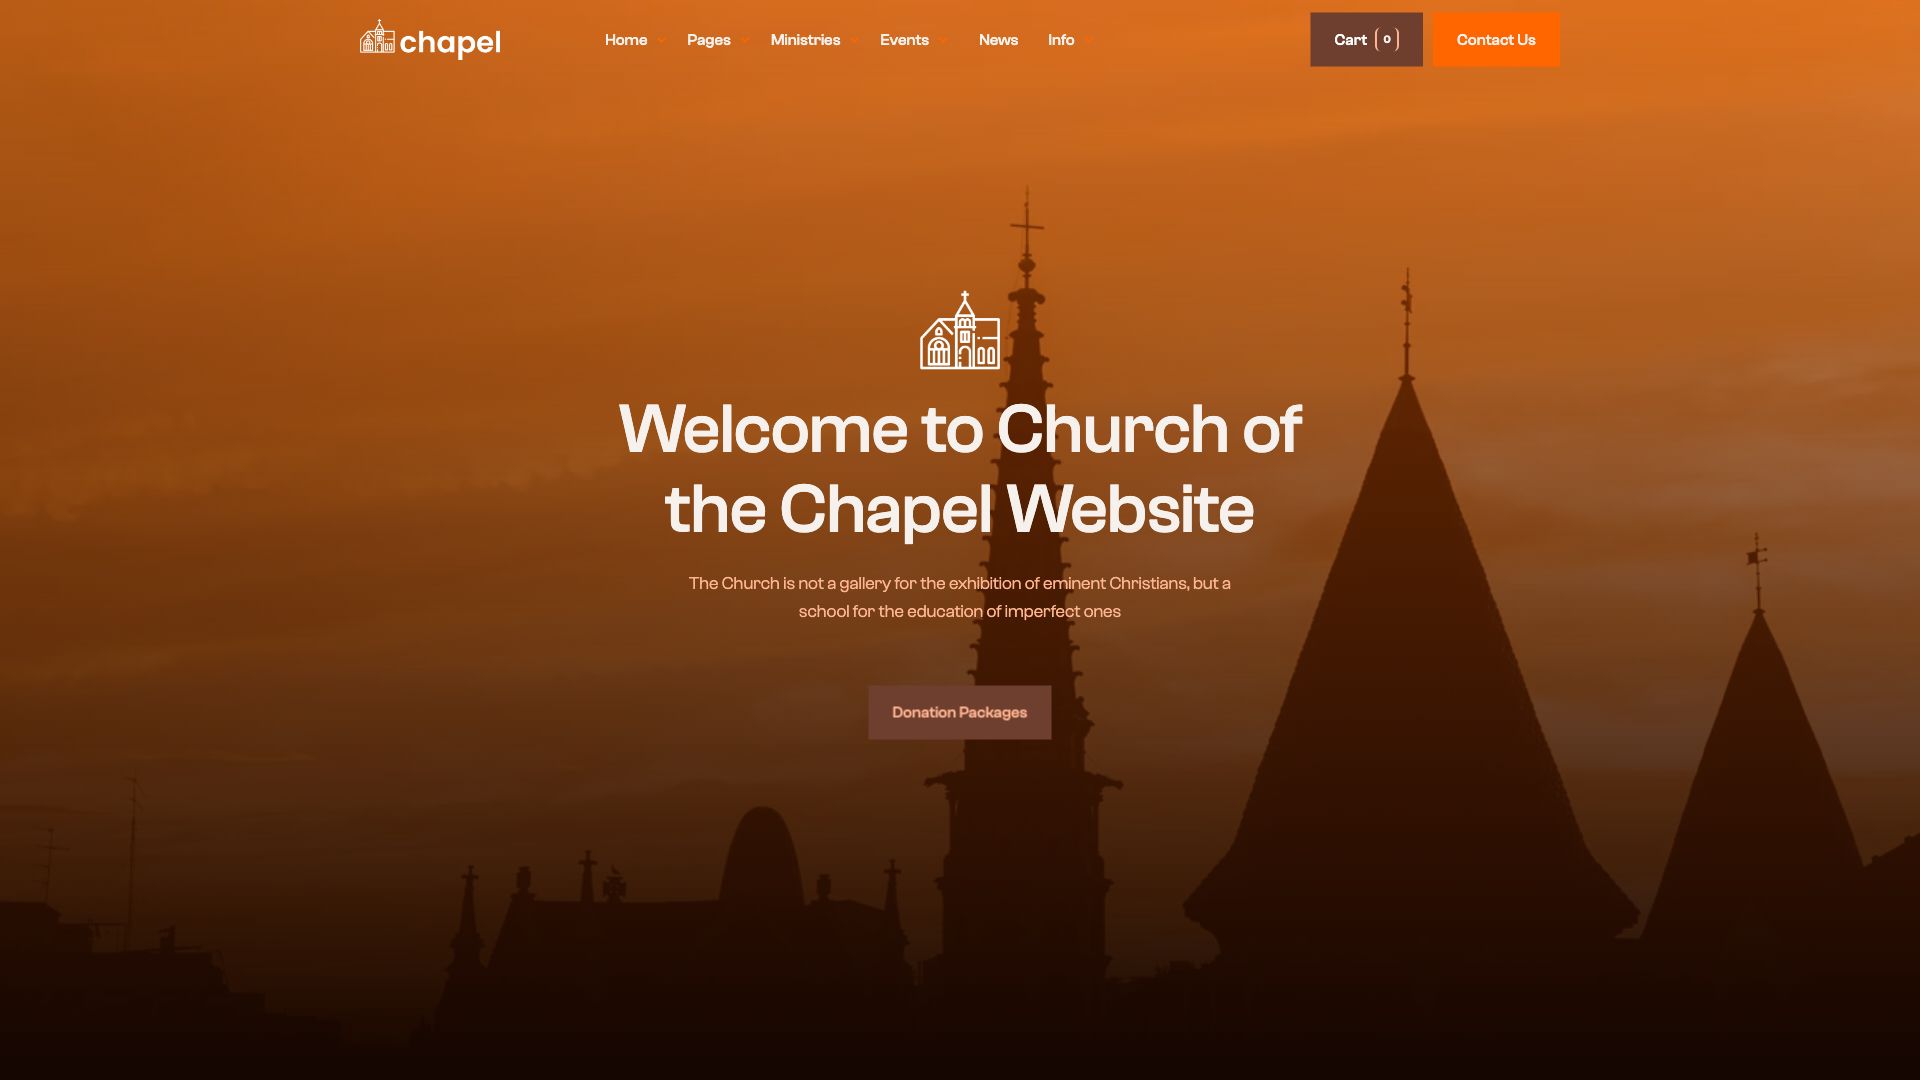 chapel
Home
Pages
Ministries
Events
News
Info
Cart 0
Contact Us
Welcome to Church of
the Chapel Website
The Church is not a gallery for the exhibition of eminent Christians, but a
school for the education of imperfect ones
Donation Packages